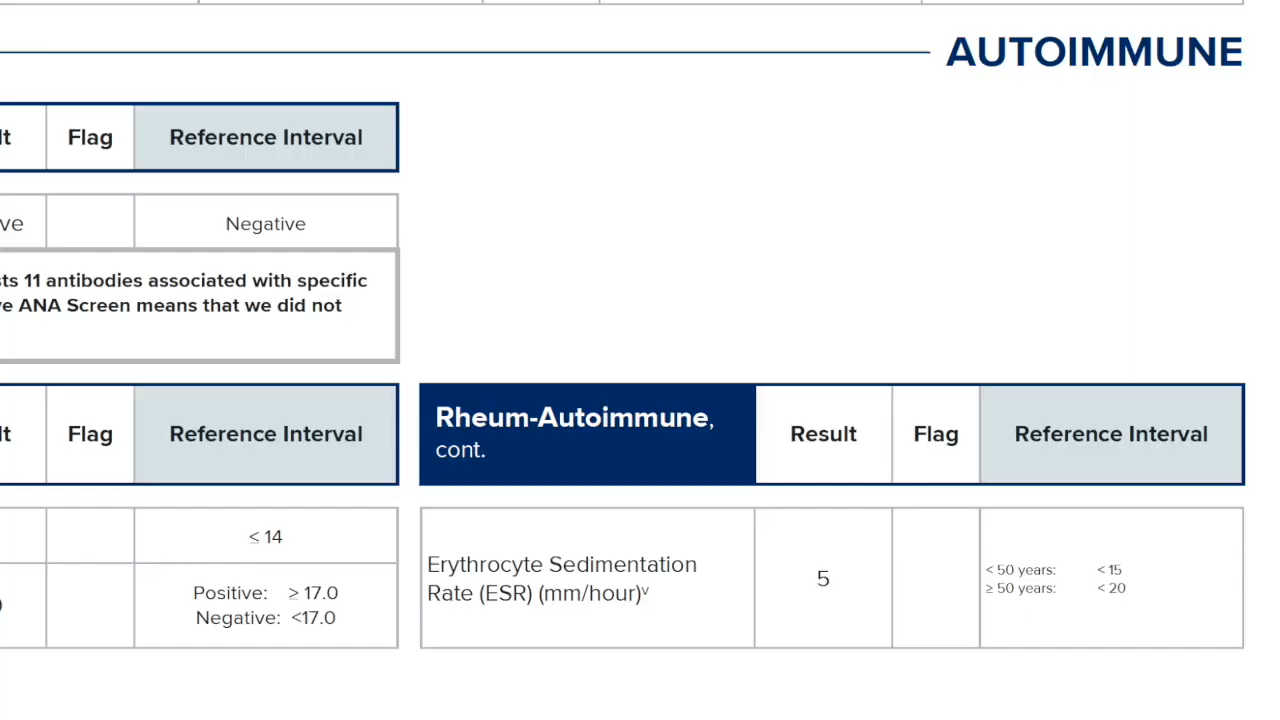 AUTOIMMUNE
Flag
Reference Interval
Negative
11 antibodies associated with specific
ANA Screen means that we did not
Flag
Reference Interval
Rheum-Autoimmune,
cont.
Result
Flag
Reference Interval
≤ 14
Positive: ≥ 17.0
Negative: <17.0
Erythrocyte Sedimentation
Rate (ESR) (mm/hour)ᵛ
5
< 50 years: < 15
≥ 50 years: < 20